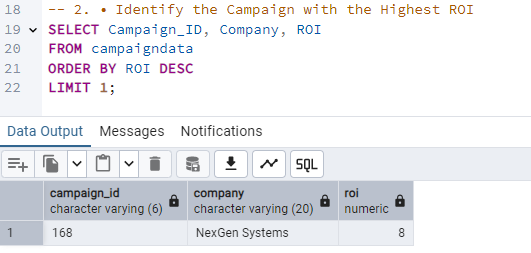 18 -- 2. • Identify the Campaign with the Highest ROI
19 SELECT Campaign_ID, Company, ROI
20 FROM campaigndata
21 ORDER BY ROI DESC
22 LIMIT 1;
Data Output Messages Notifications
SQL
campaign_id company roi
character varying (6) character varying (20) numeric
1 168 NexGen Systems 8